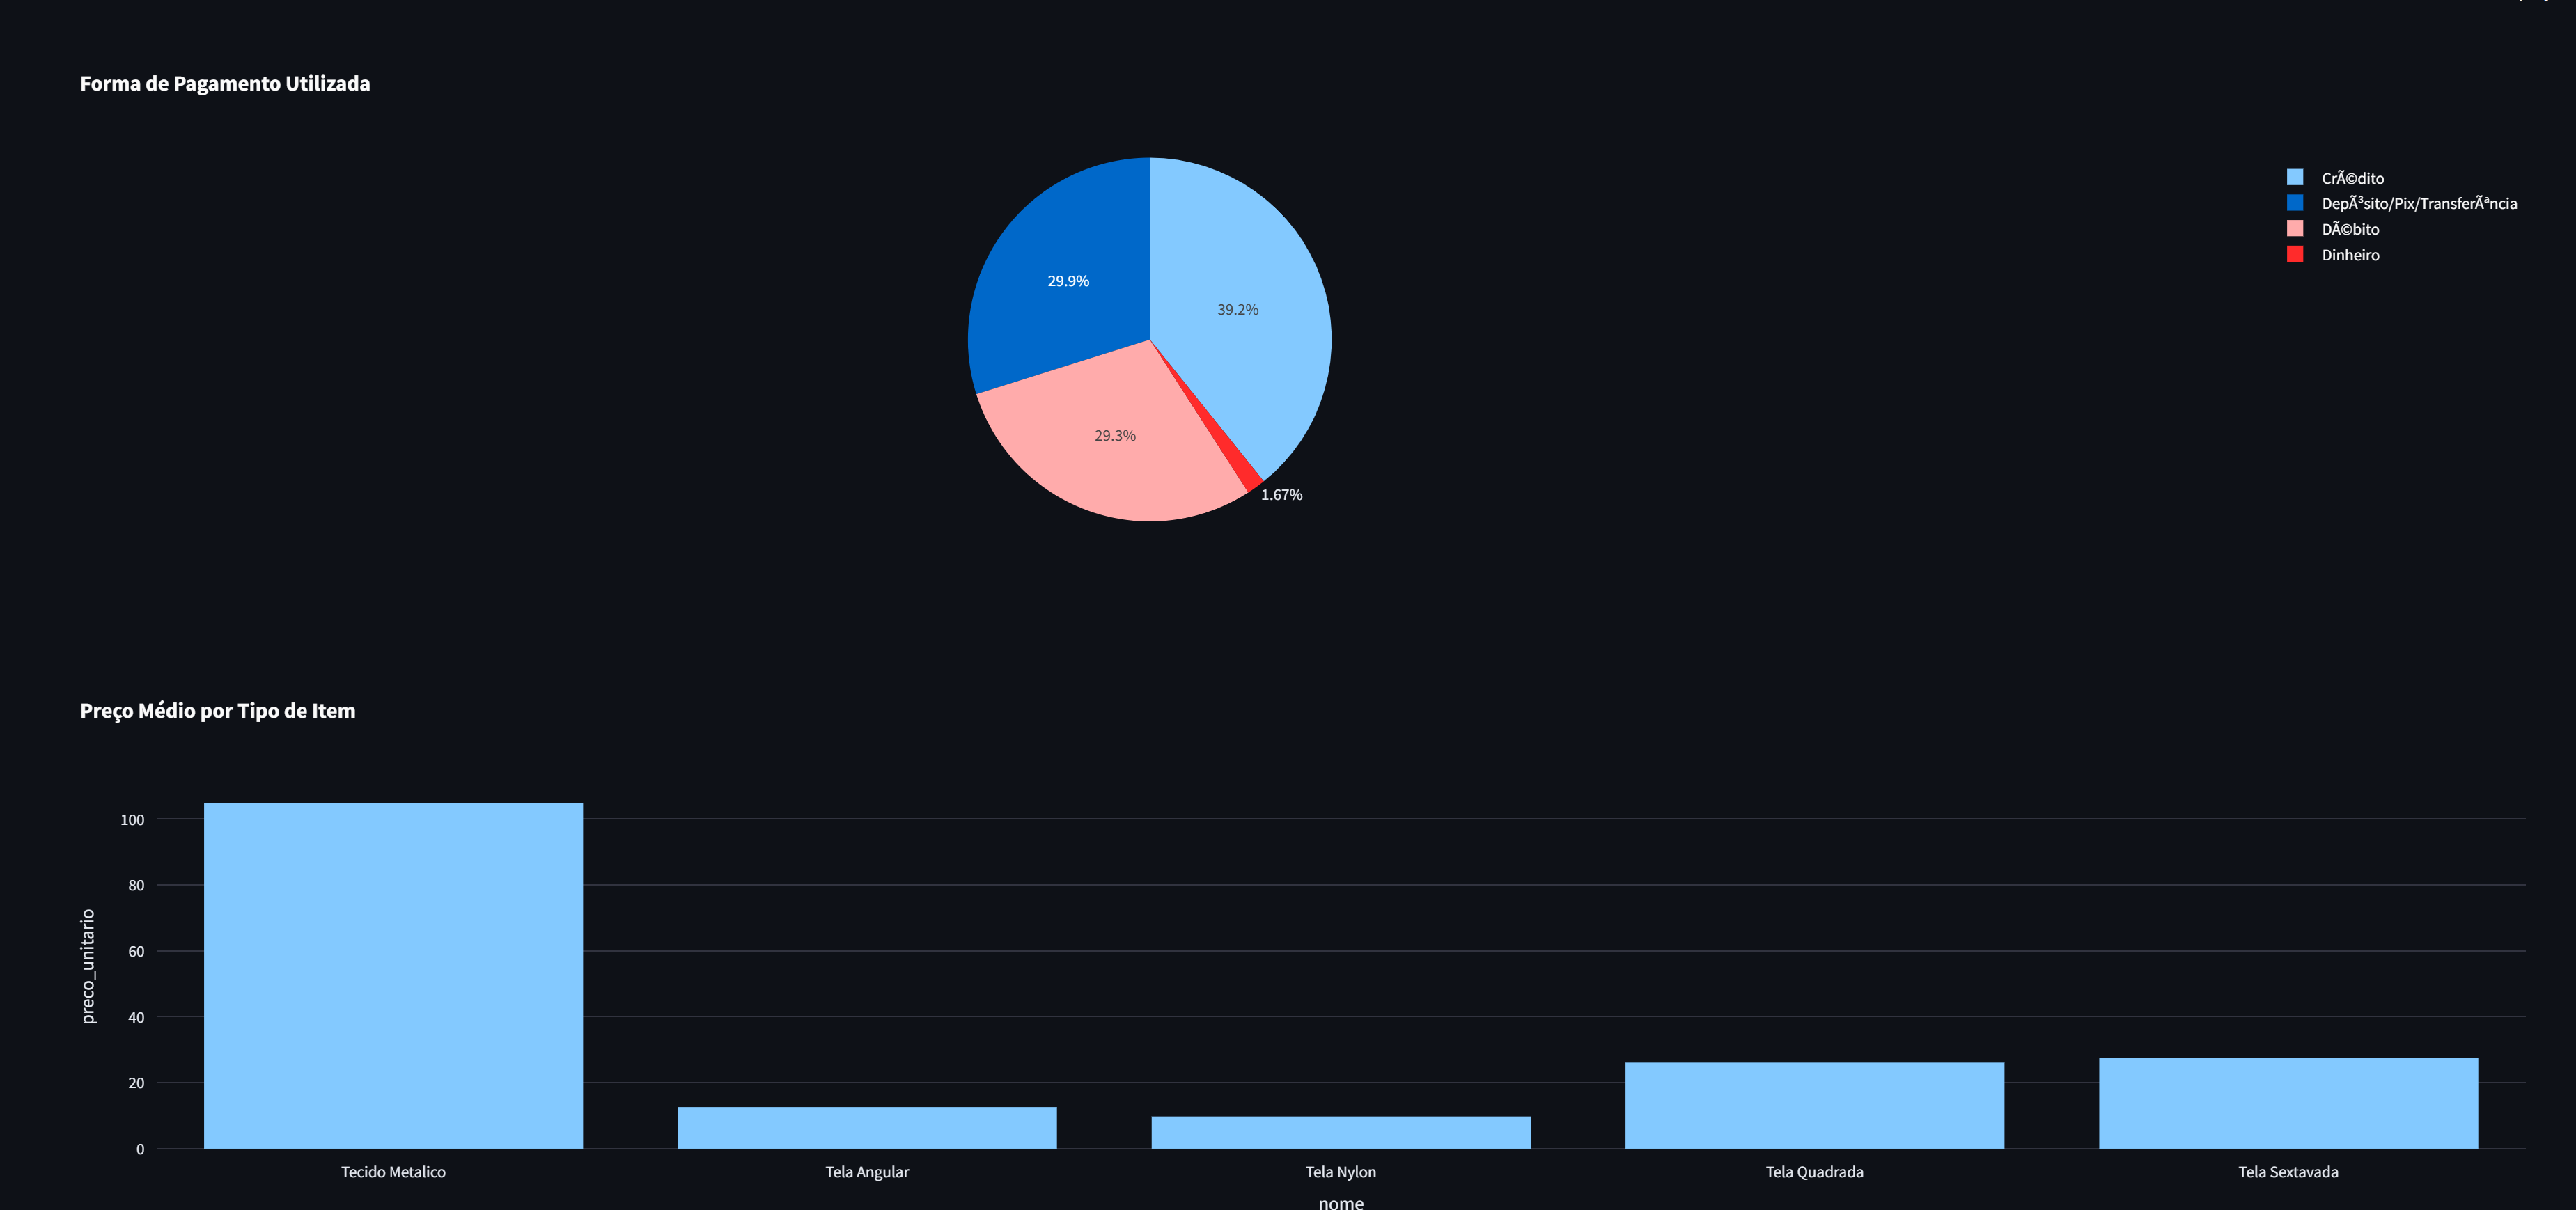 Forma de Pagamento Utilizada
CrÃ©dito
DepÃ³sito/Pix/TransferÃªncia
DÃ©bito
Dinheiro
29.9%
39.2%
29.3%
1.67%
Preço Médio por Tipo de Item
preco_unitario
100
80
60
40
20
0
Tecido Metalico
Tela Angular
Tela Nylon
Tela Quadrada
Tela Sextavada
nome